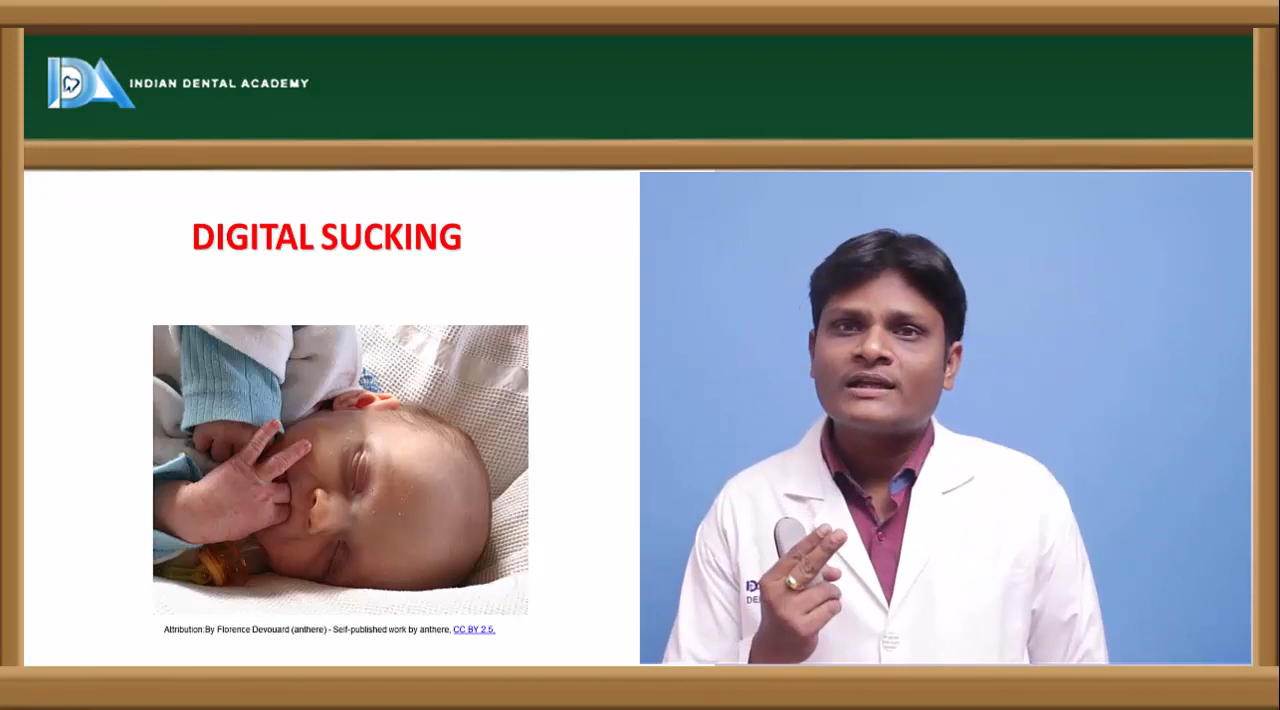 IDA INDIAN DENTAL ACADEMY
DIGITAL SUCKING
Attribution:By Florence Devouard (anthere) - Self-published work by anthere, CC BY 2.5.